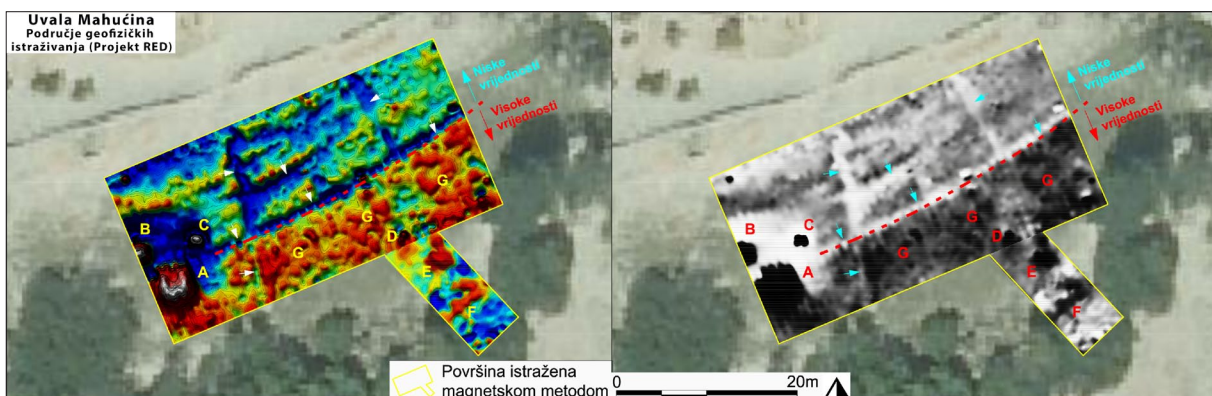 Uvala Mahućina
Područje geofizičkih
istraživanja (Projekt RED)
Niske
vrijednosti
Visoke
vrijednosti
B
C
A
G
G
G
D
E
F
Niske
vrijednosti
Visoke
vrijednosti
B
C
A
G
G
G
D
E
F
Površina istražena
magnetskom metodom
0
20m